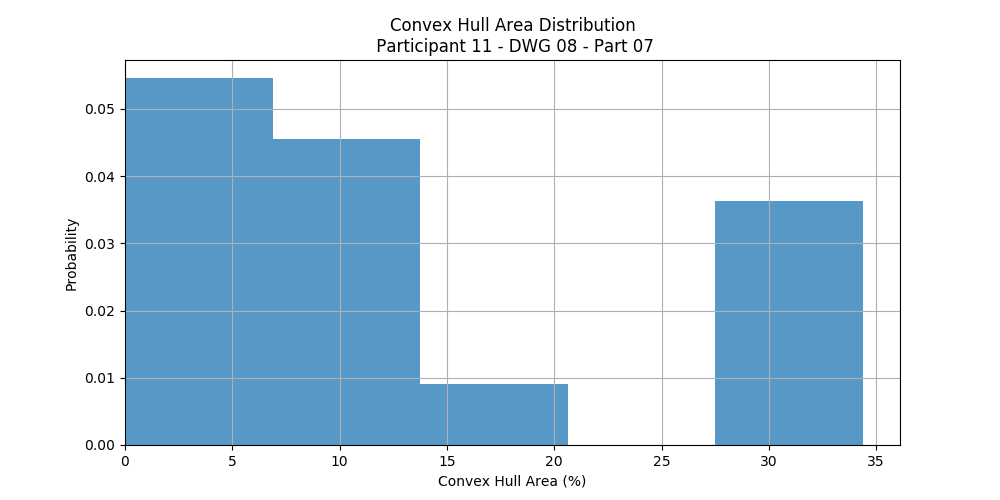 Convex Hull Area Distribution
Participant 11 - DWG 08 - Part 07
Probability
0.05
0.04
0.03
0.02
0.01
0.00
0 5 10 15 20 25 30 35
Convex Hull Area (%)